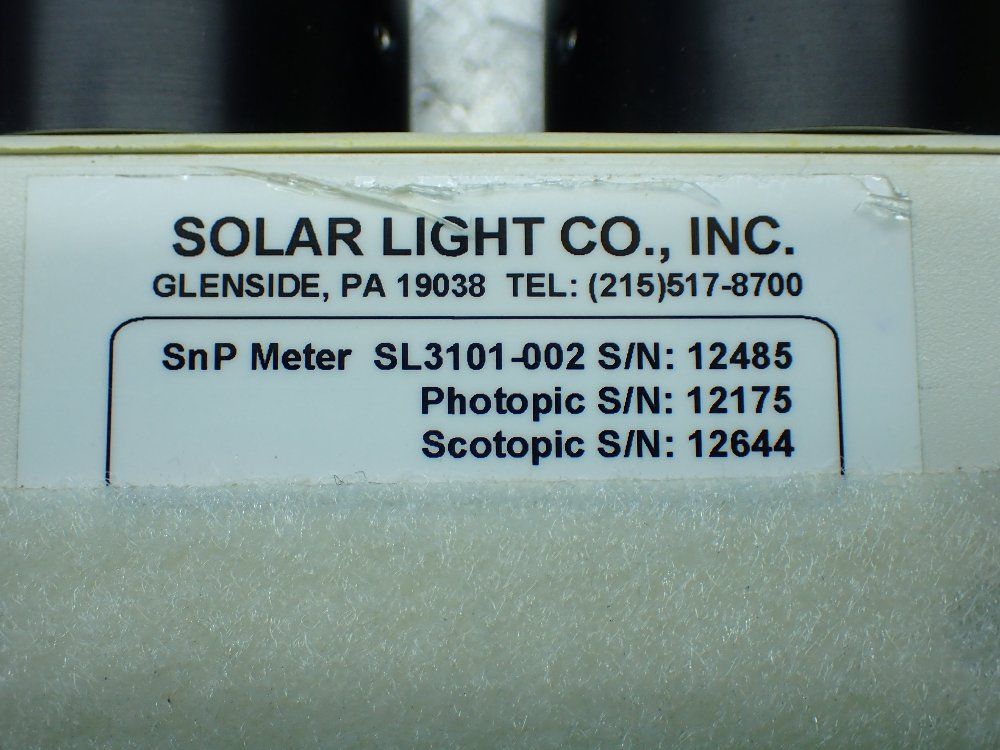 SOLAR LIGHT CO., INC.
GLENSIDE, PA 19038 TEL: (215)517-8700
SnP Meter SL3101-002 S/N: 12485
Photopic S/N: 12175
Scotopic S/N: 12644